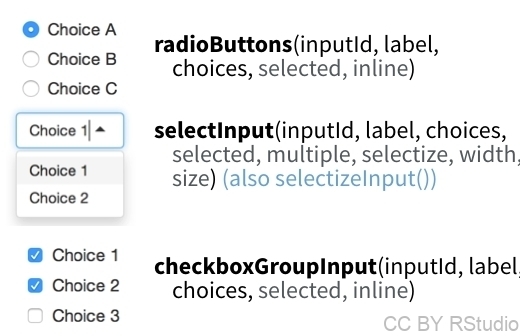 Choice A
Choice B
Choice C
radioButtons(inputId, label,
choices, selected, inline)
Choice 1
Choice 1
Choice 2
selectInput(inputId, label, choices,
selected, multiple, selectize, width,
size) (also selectizeInput())
Choice 1
Choice 2
Choice 3
checkboxGroupInput(inputId, label,
choices, selected, inline)
CC BY RStudio